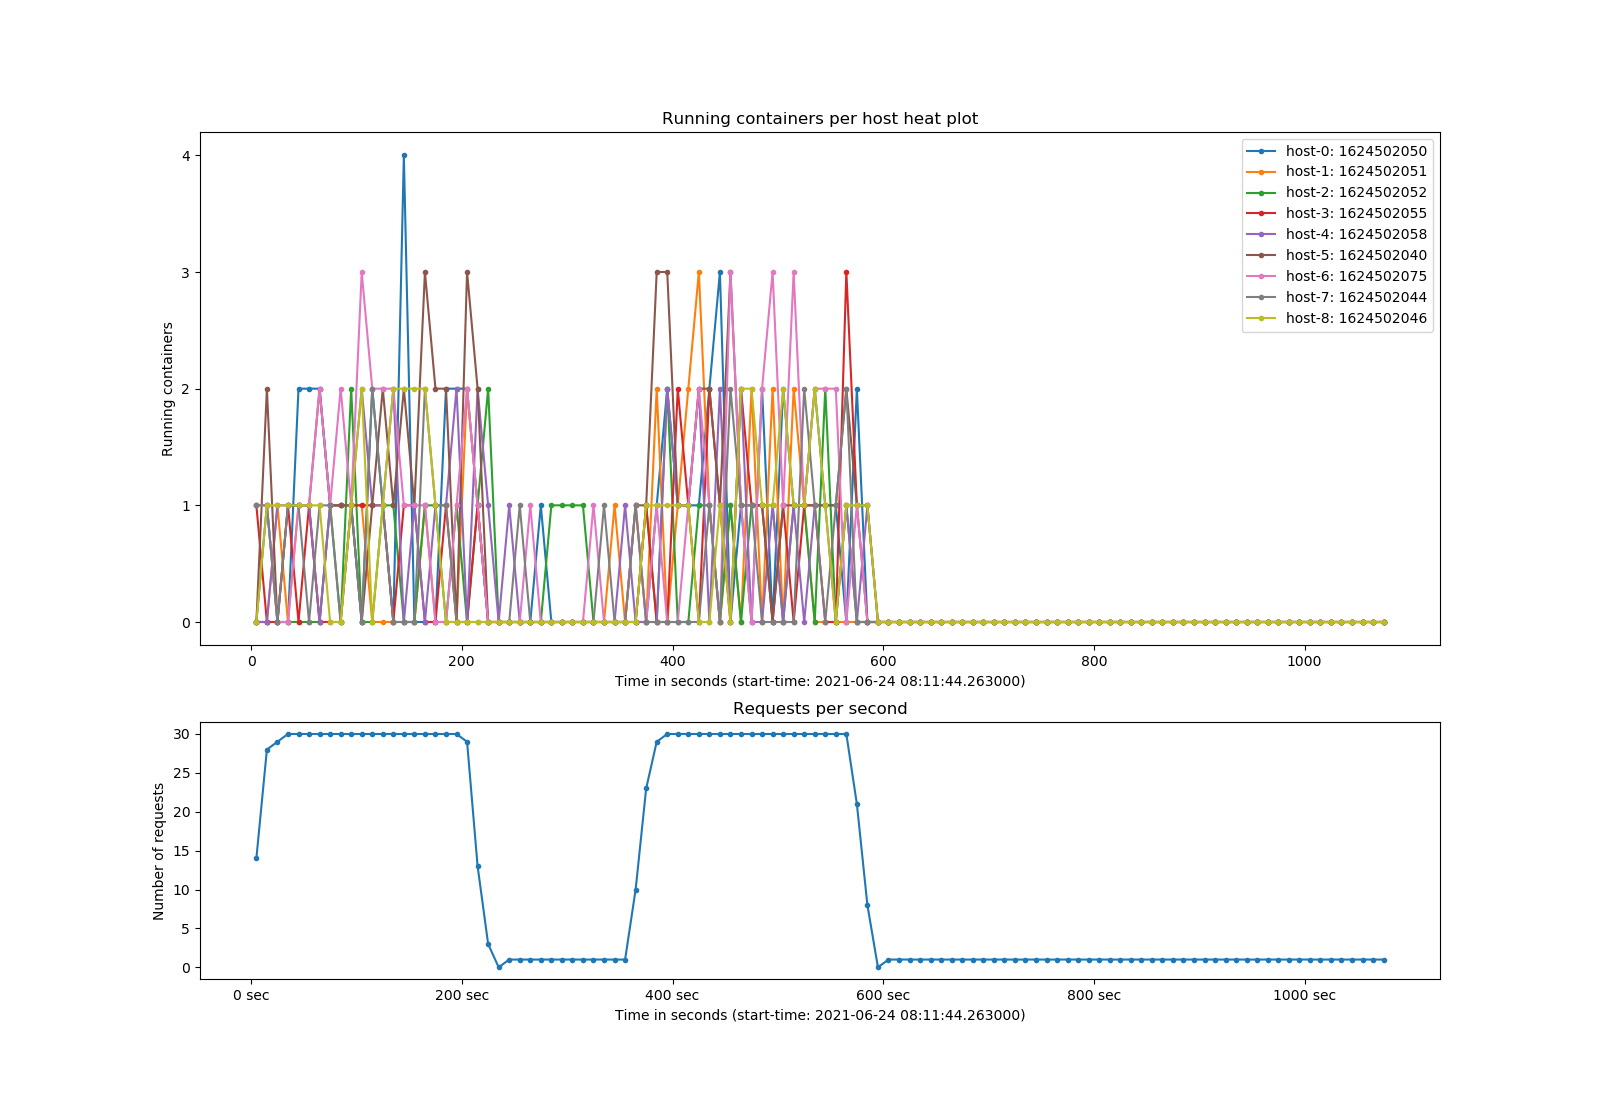 Running containers per host heat plot
Running containers
4
3
2
1
0
host-0: 1624502050
host-1: 1624502051
host-2: 1624502052
host-3: 1624502055
host-4: 1624502058
host-5: 1624502040
host-6: 1624502075
host-7: 1624502044
host-8: 1624502046
0 200 400 600 800 1000
Time in seconds (start-time: 2021-06-24 08:11:44.263000)
Requests per second
Number of requests
30
25
20
15
10
5
0
0 sec 200 sec 400 sec 600 sec 800 sec 1000 sec
Time in seconds (start-time: 2021-06-24 08:11:44.263000)